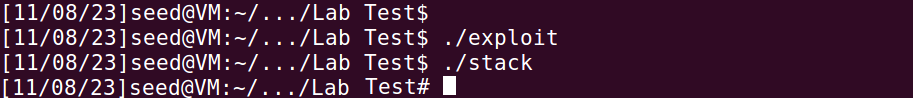 [11/08/23]seed@VM:~/.../Lab Test$
[11/08/23]seed@VM:~/.../Lab Test$ ./exploit
[11/08/23]seed@VM:~/.../Lab Test$ ./stack
[11/08/23]seed@VM:~/.../Lab Test#